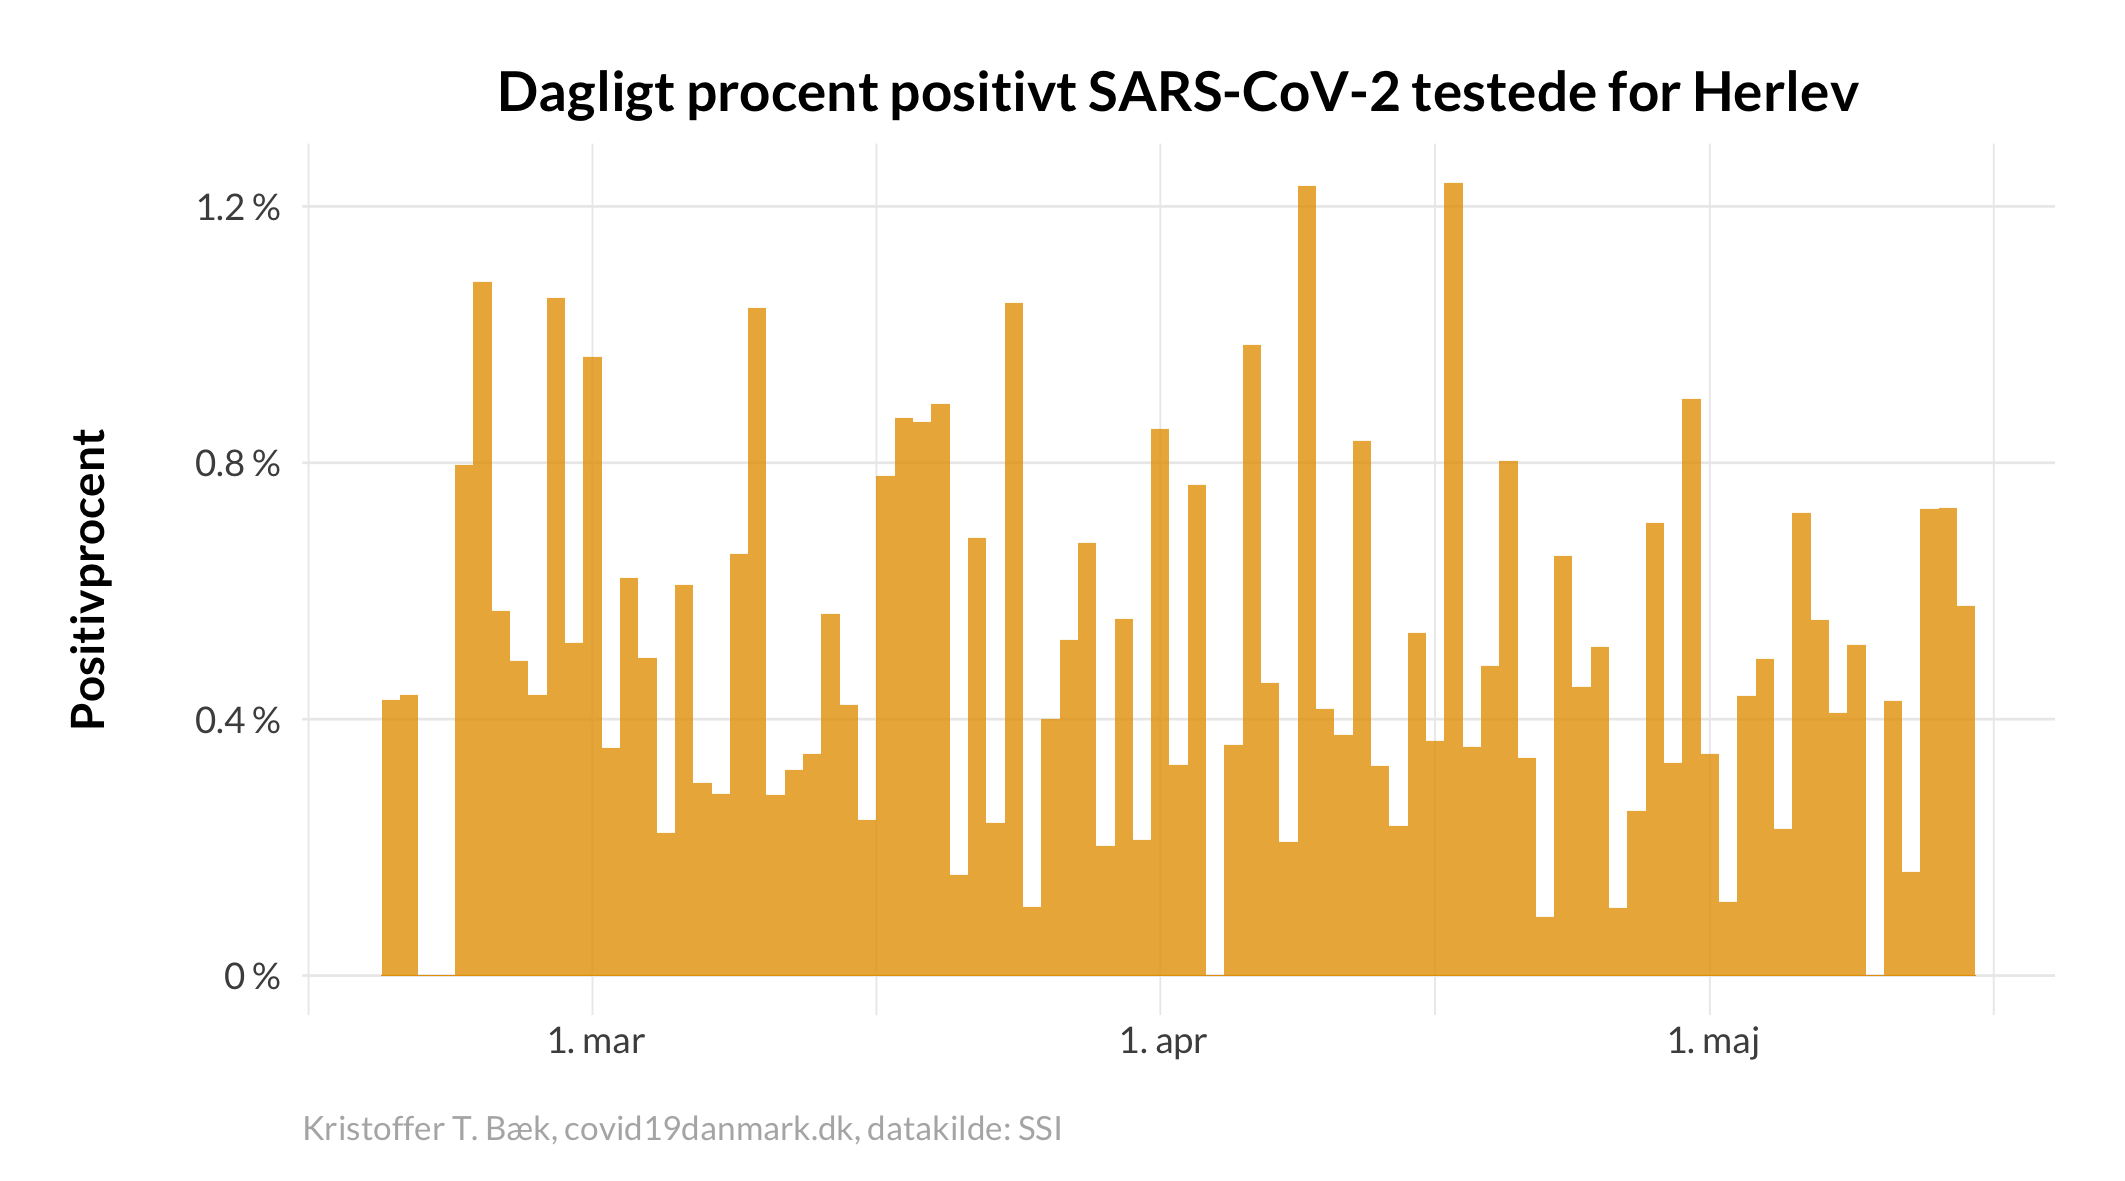 Dagligt procent positivt SARS-CoV-2 testede for Herlev
Positivprocent
1.2 %
0.8 %
0.4 %
0 %
1. mar
1. apr
1. maj
Kristoffer T. Bæk, covid19danmark.dk, datakilde: SSI